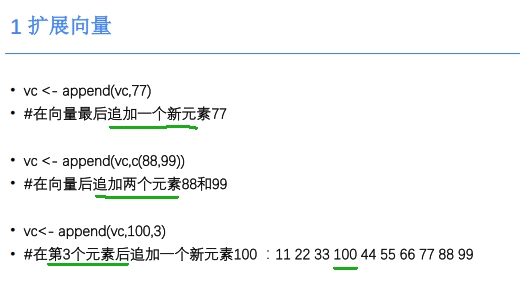 1 扩展向量
• vc <- append(vc,77)
• #在向量最后追加一个新元素77
• vc <- append(vc,c(88,99))
• #在向量后追加两个元素88和99
• vc<- append(vc,100,3)
• #在第3个元素后追加一个新元素100 ：11 22 33 100 44 55 66 77 88 99